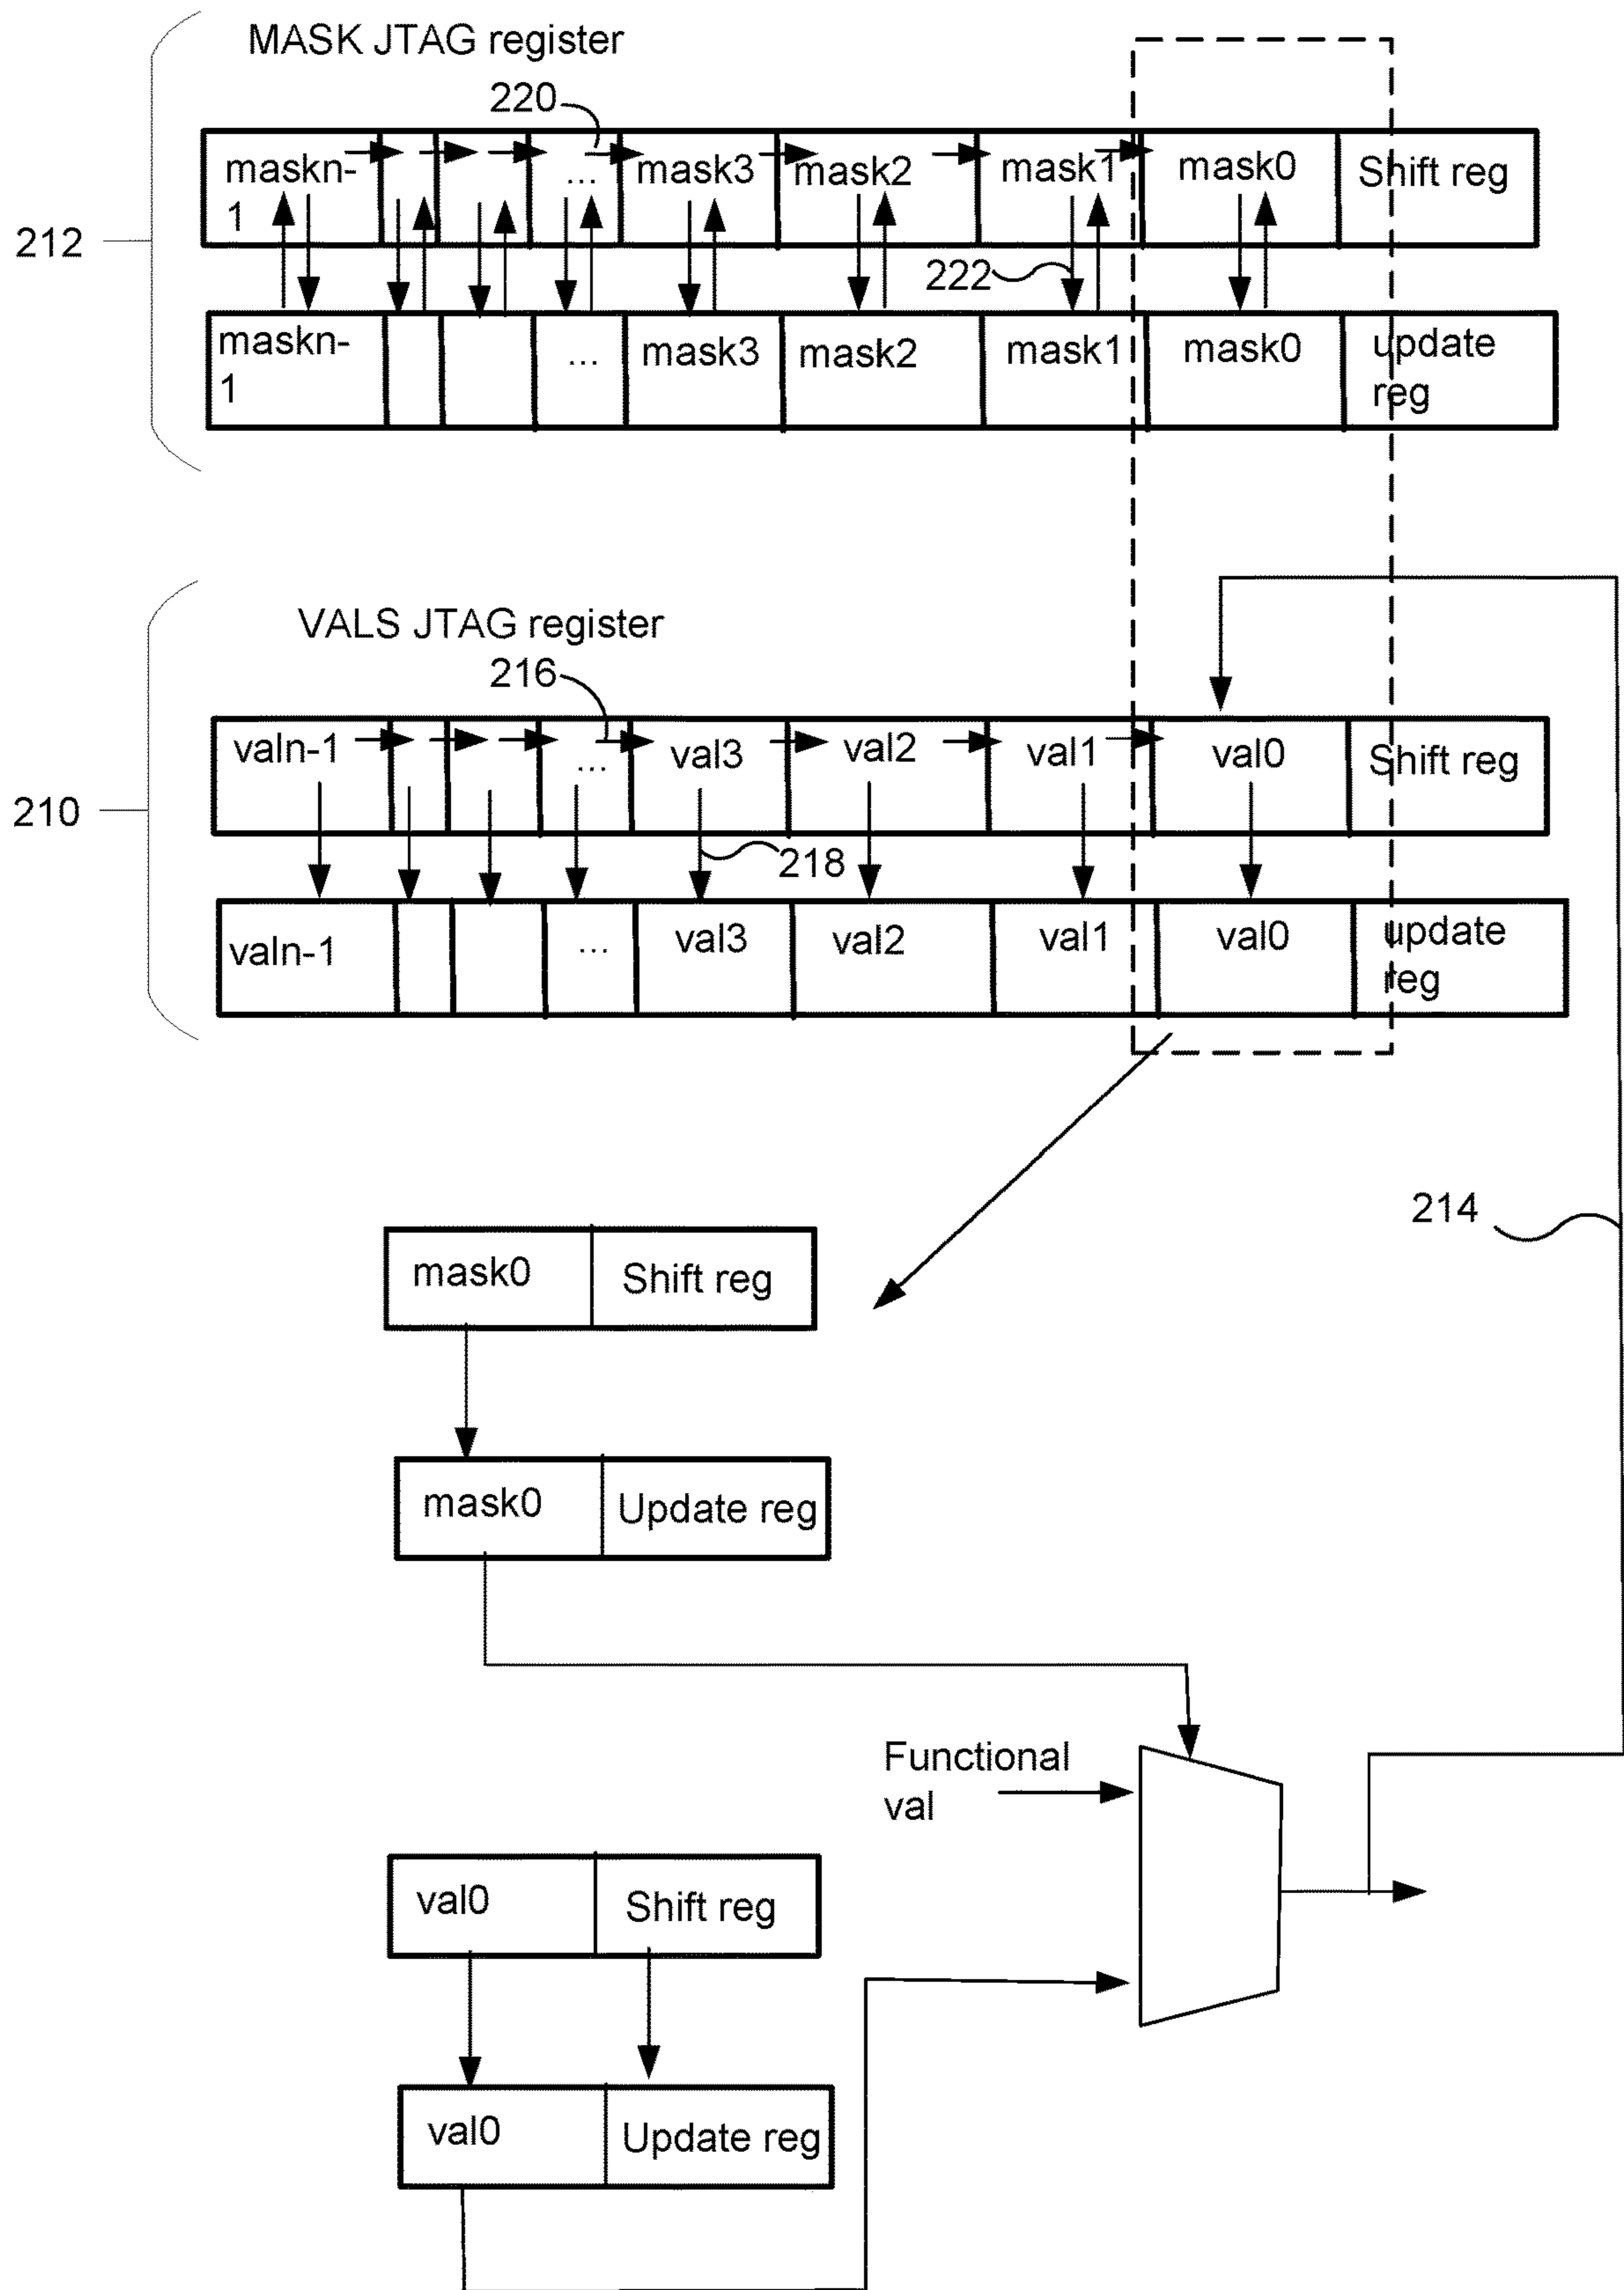 MASK JTAG register
220
maskn-
1
...
mask3
mask2
mask1
mask0
Shift reg
212
222
maskn-
1
...
mask3
mask2
mask1
mask0
update
reg
VALS JTAG register
216
valn-1
...
val3
val2
val1
val0
Shift reg
210
218
valn-1
...
val3
val2
val1
val0
update
reg
214
mask0
Shift reg
mask0
Update reg
Functional
val
val0
Shift reg
val0
Update reg